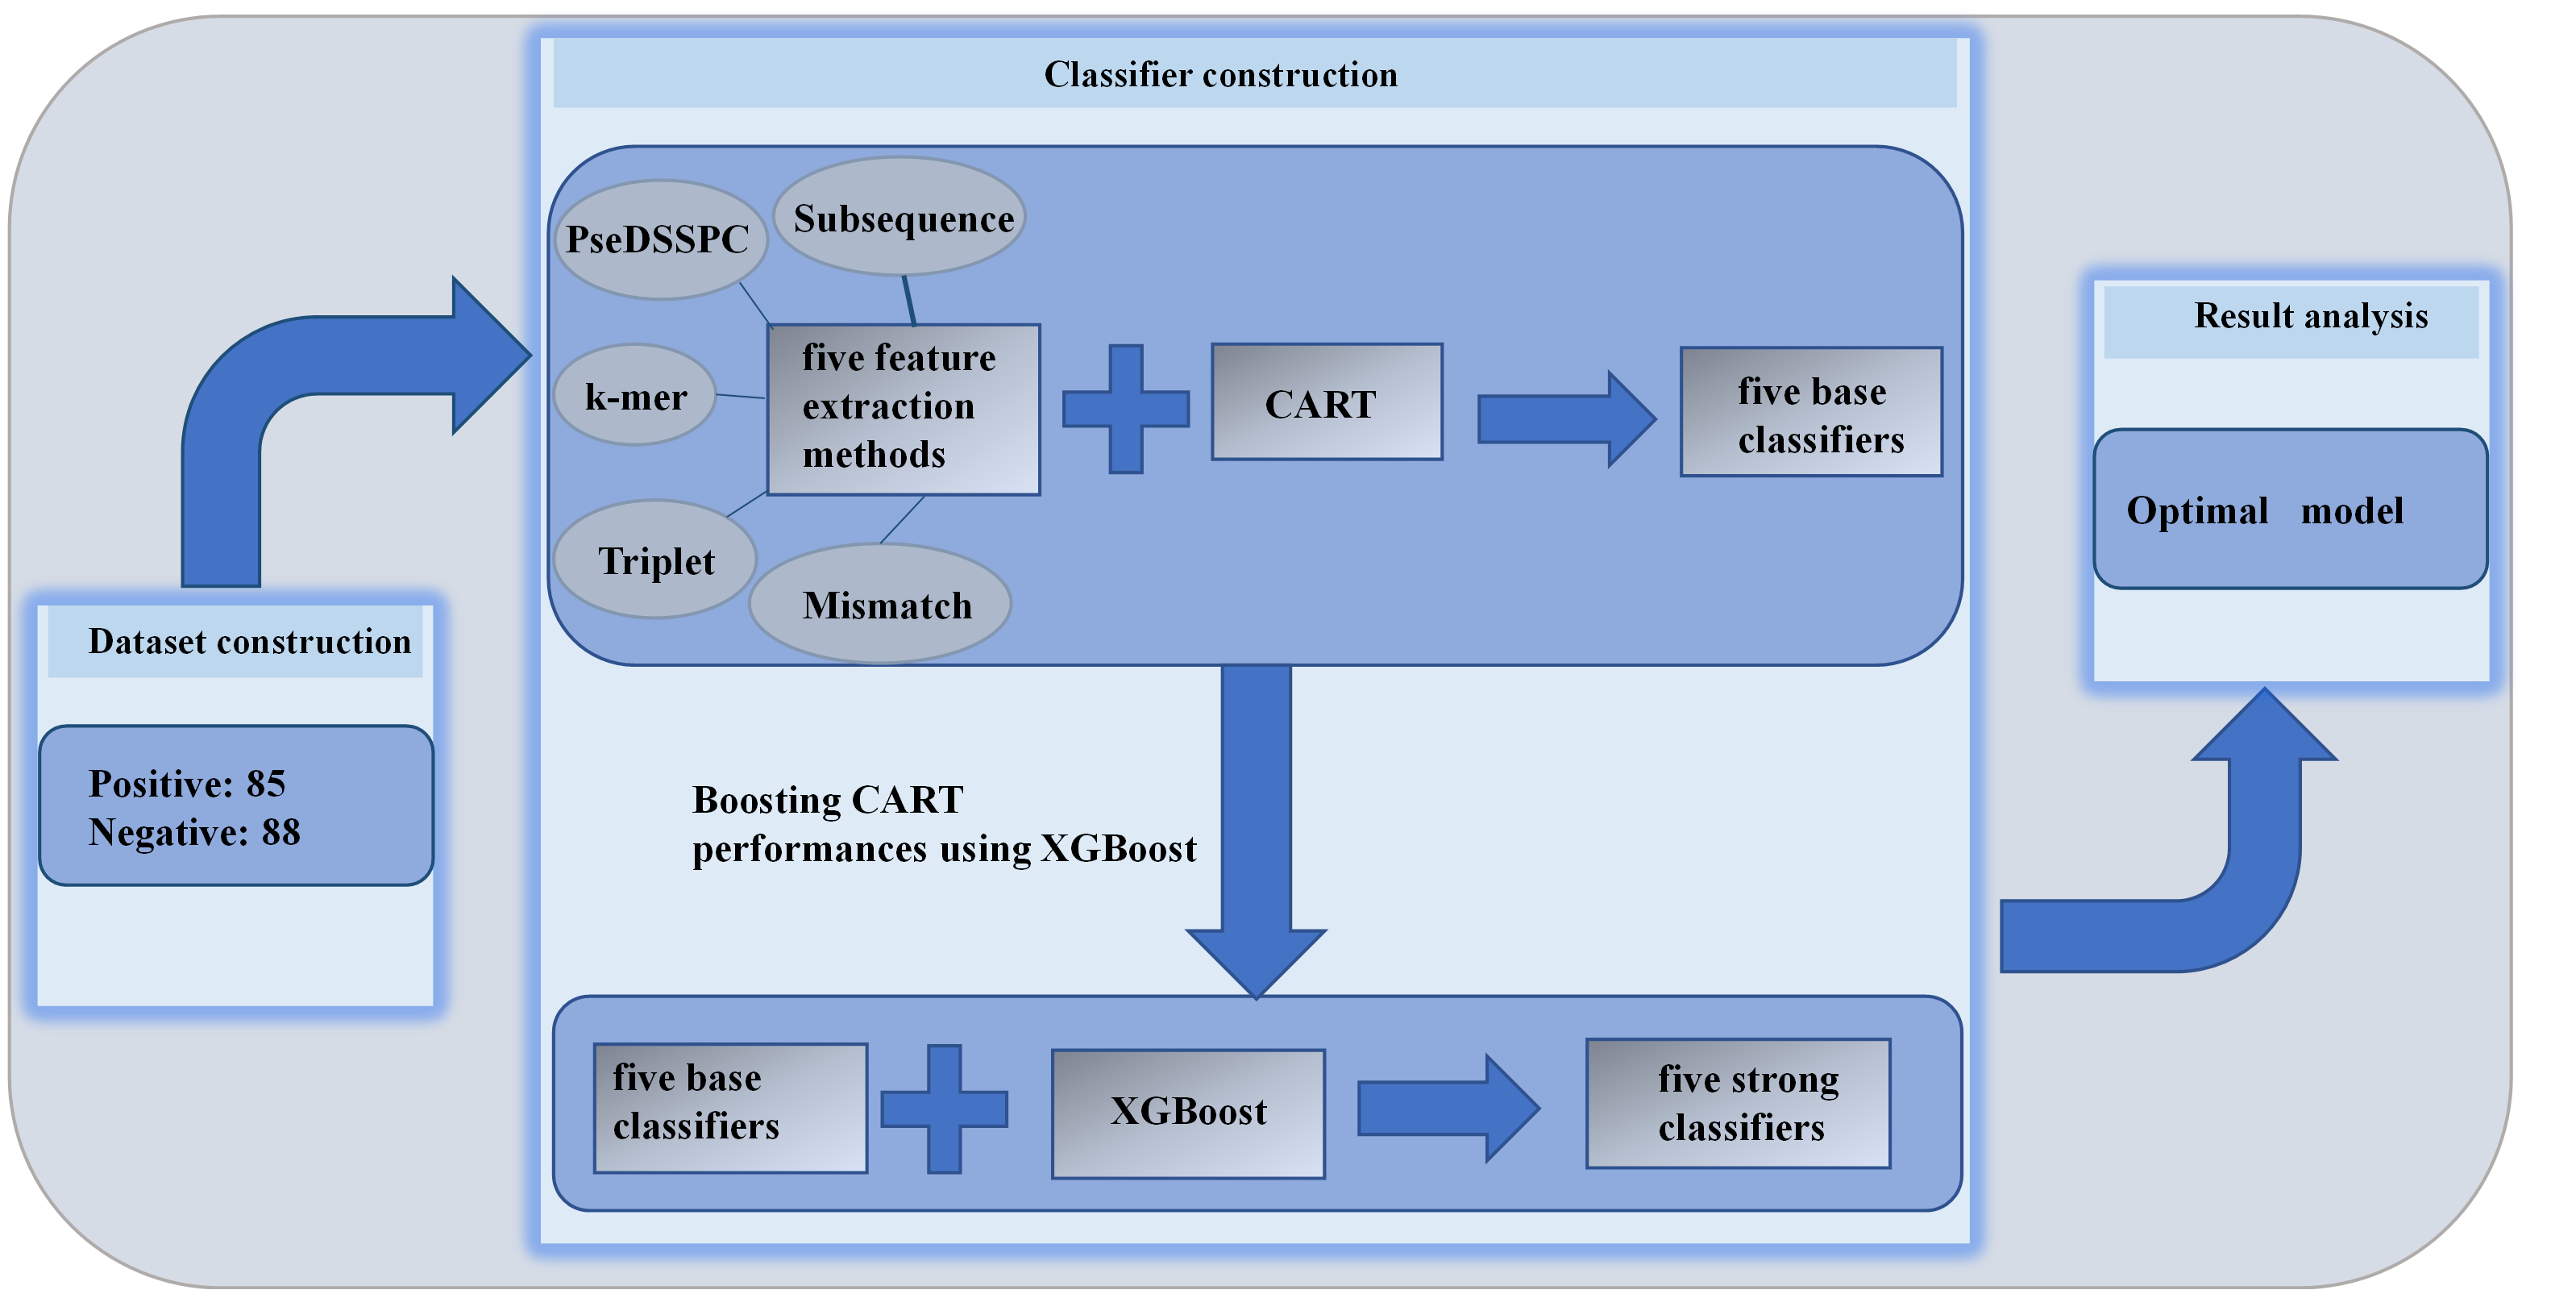 Classifier construction
PseDSSPC
Subsequence
k-mer
Triplet
Mismatch
five feature
extraction
methods
CART
five base
classifiers
Result analysis
Optimal model
Dataset construction
Positive: 85
Negative: 88
Boosting CART
performances using XGBoost
five base
classifiers
XGBoost
five strong
classifiers